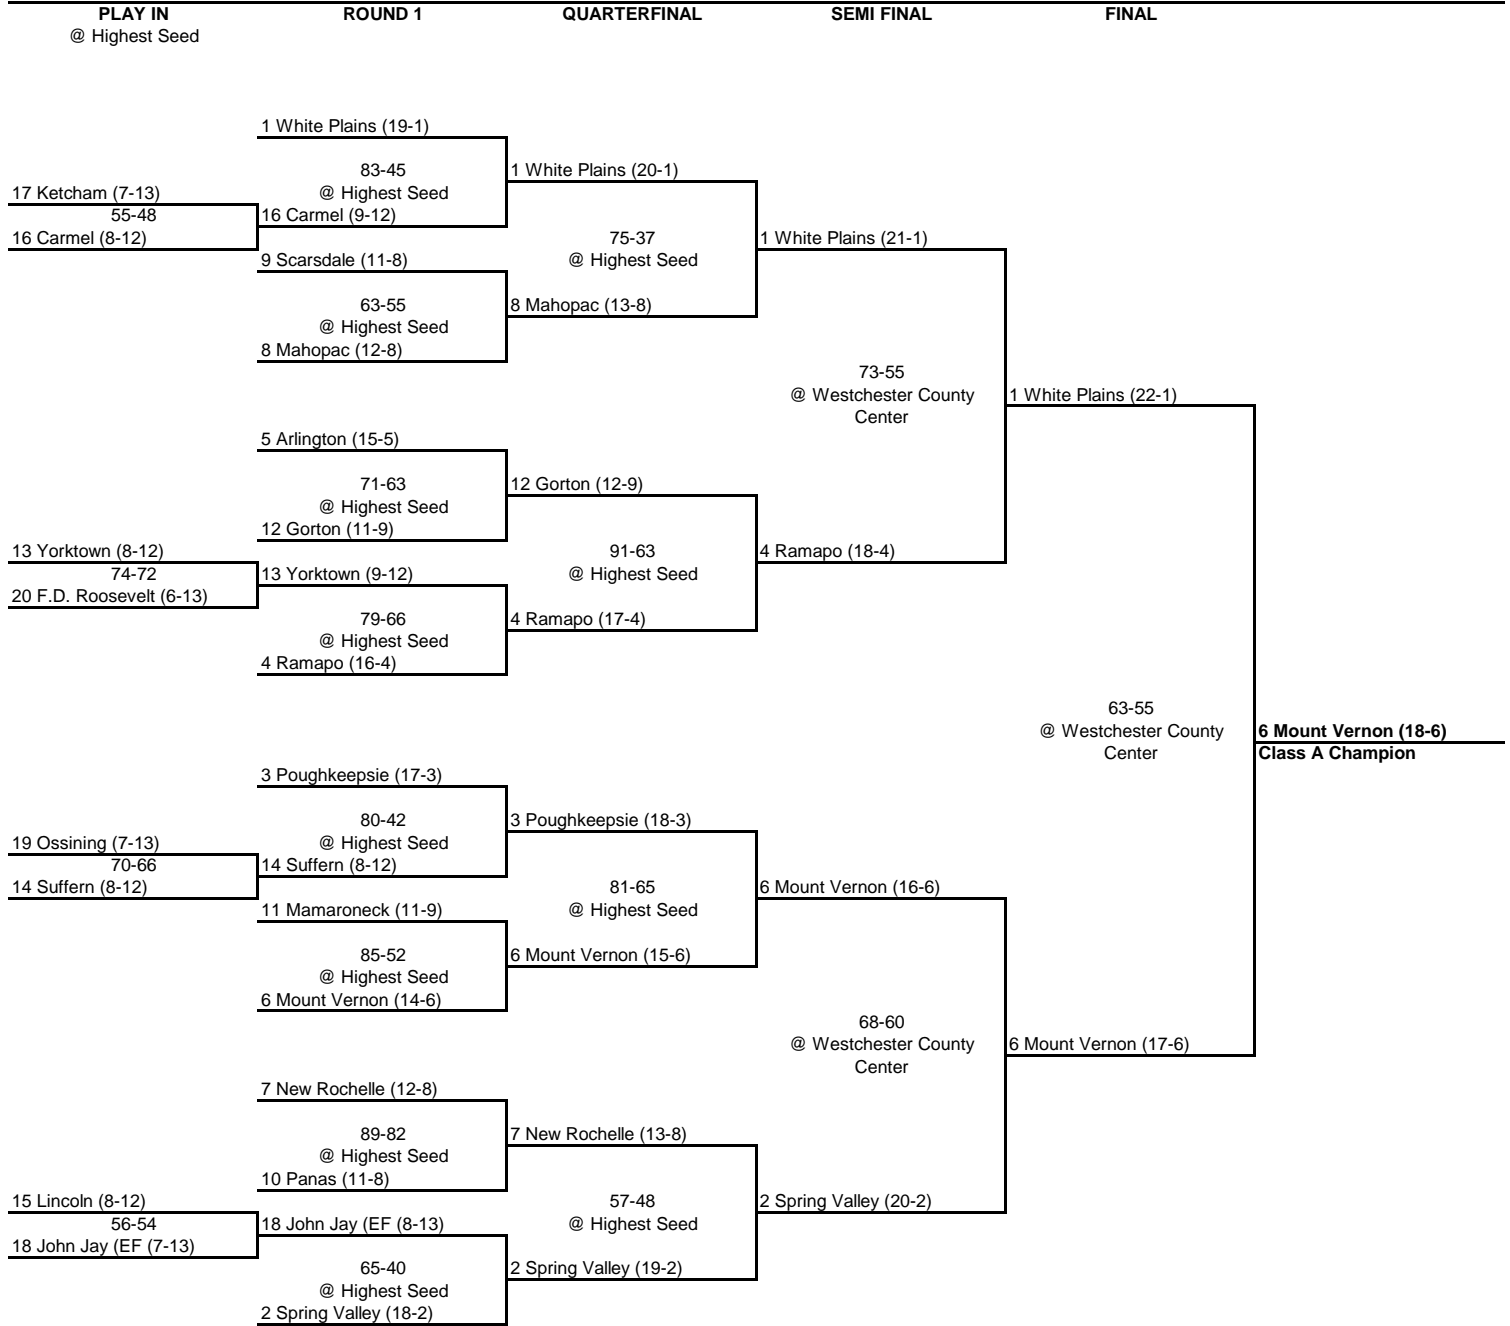 PLAY IN
@ Highest Seed
ROUND 1
QUARTERFINAL
SEMI FINAL
FINAL
1 White Plains (19-1)
83-45
@ Highest Seed
1 White Plains (20-1)
17 Ketcham (7-13)
55-48
16 Carmel (9-12)
16 Carmel (8-12)
75-37
@ Highest Seed
1 White Plains (21-1)
9 Scarsdale (11-8)
63-55
@ Highest Seed
8 Mahopac (13-8)
8 Mahopac (12-8)
73-55
@ Westchester County
Center
1 White Plains (22-1)
5 Arlington (15-5)
71-63
@ Highest Seed
12 Gorton (12-9)
12 Gorton (11-9)
13 Yorktown (8-12)
74-72
13 Yorktown (9-12)
20 F.D. Roosevelt (6-13)
91-63
@ Highest Seed
4 Ramapo (18-4)
79-66
@ Highest Seed
4 Ramapo (17-4)
4 Ramapo (16-4)
63-55
@ Westchester County
Center
6 Mount Vernon (18-6)
Class A Champion
3 Poughkeepsie (17-3)
80-42
@ Highest Seed
3 Poughkeepsie (18-3)
19 Ossining (7-13)
70-66
14 Suffern (8-12)
14 Suffern (8-12)
81-65
@ Highest Seed
6 Mount Vernon (16-6)
11 Mamaroneck (11-9)
85-52
@ Highest Seed
6 Mount Vernon (15-6)
6 Mount Vernon (14-6)
68-60
@ Westchester County
Center
6 Mount Vernon (17-6)
7 New Rochelle (12-8)
89-82
@ Highest Seed
7 New Rochelle (13-8)
10 Panas (11-8)
15 Lincoln (8-12)
56-54
18 John Jay (EF (8-13)
18 John Jay (EF (7-13)
57-48
@ Highest Seed
2 Spring Valley (20-2)
65-40
@ Highest Seed
2 Spring Valley (19-2)
2 Spring Valley (18-2)